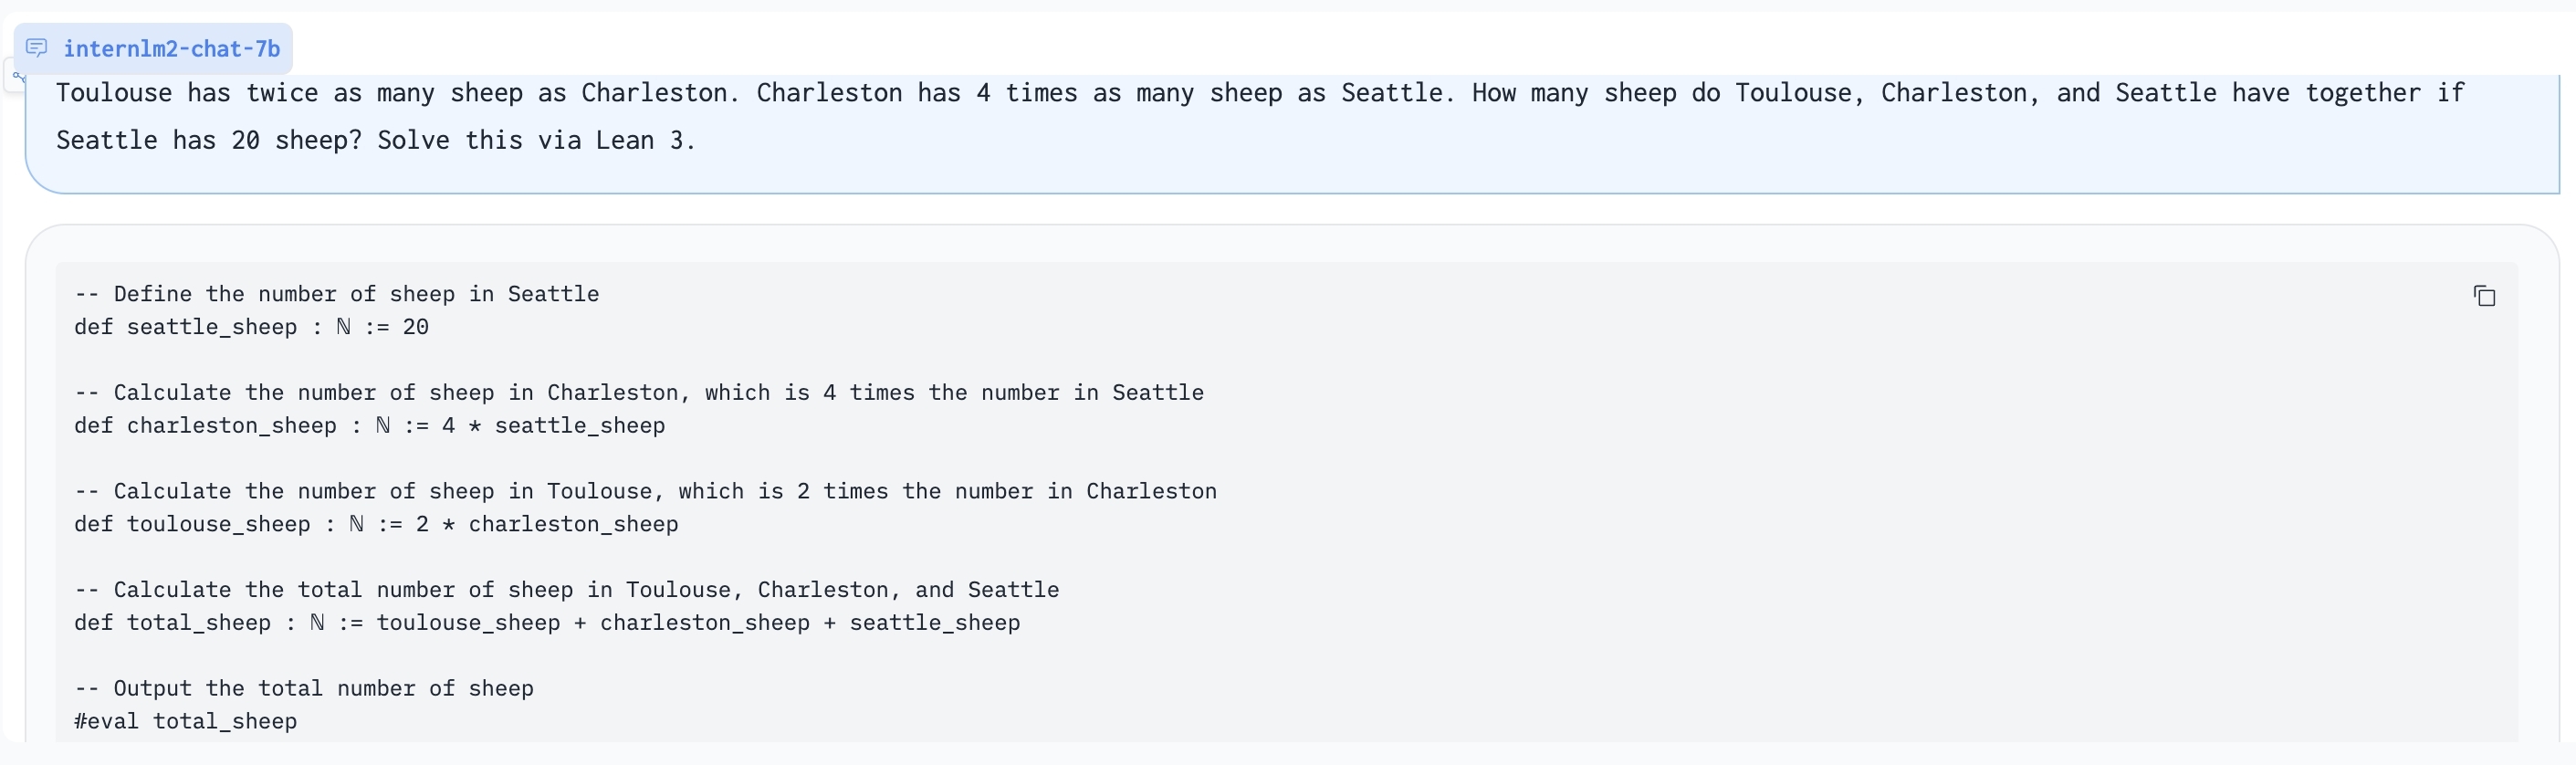 internlm2-chat-7b
Toulouse has twice as many sheep as Charleston. Charleston has 4 times as many sheep as Seattle. How many sheep do Toulouse, Charleston, and Seattle have together if
Seattle has 20 sheep? Solve this via Lean 3.
-- Define the number of sheep in Seattle
def seattle_sheep : ℕ := 20
-- Calculate the number of sheep in Charleston, which is 4 times the number in Seattle
def charleston_sheep : ℕ := 4 * seattle_sheep
-- Calculate the number of sheep in Toulouse, which is 2 times the number in Charleston
def toulouse_sheep : ℕ := 2 * charleston_sheep
-- Calculate the total number of sheep in Toulouse, Charleston, and Seattle
def total_sheep : ℕ := toulouse_sheep + charleston_sheep + seattle_sheep
-- Output the total number of sheep
#eval total_sheep